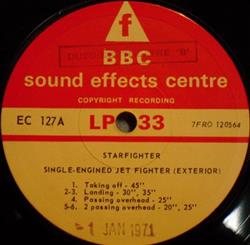 f
BBC
sound effects centre
COPYRIGHT RECORDING
EC 127A
LP 33
7FRO 120564
STARFIGHTER
SINGLE-ENGINED JET FIGHTER (EXTERIOR)
1. Taking off - 45"
2-3. Landing - 30", 35"
4. Passing overhead - 25"
5-6. 2 passing overhead - 20", 25"
1 JAN 1971